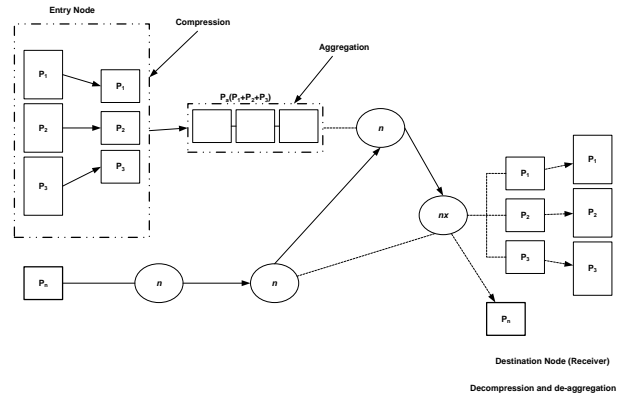 Entry Node
Compression
Aggregation
P₁
P₁
P₂
P₂
P₃
P₃
Pₐ(P₁+P₂+P₃)
n
nx
P₁
P₁
P₂
P₂
P₃
P₃
Pₙ
n
n
Pₙ
Destination Node (Receiver)
Decompression and de-aggregation